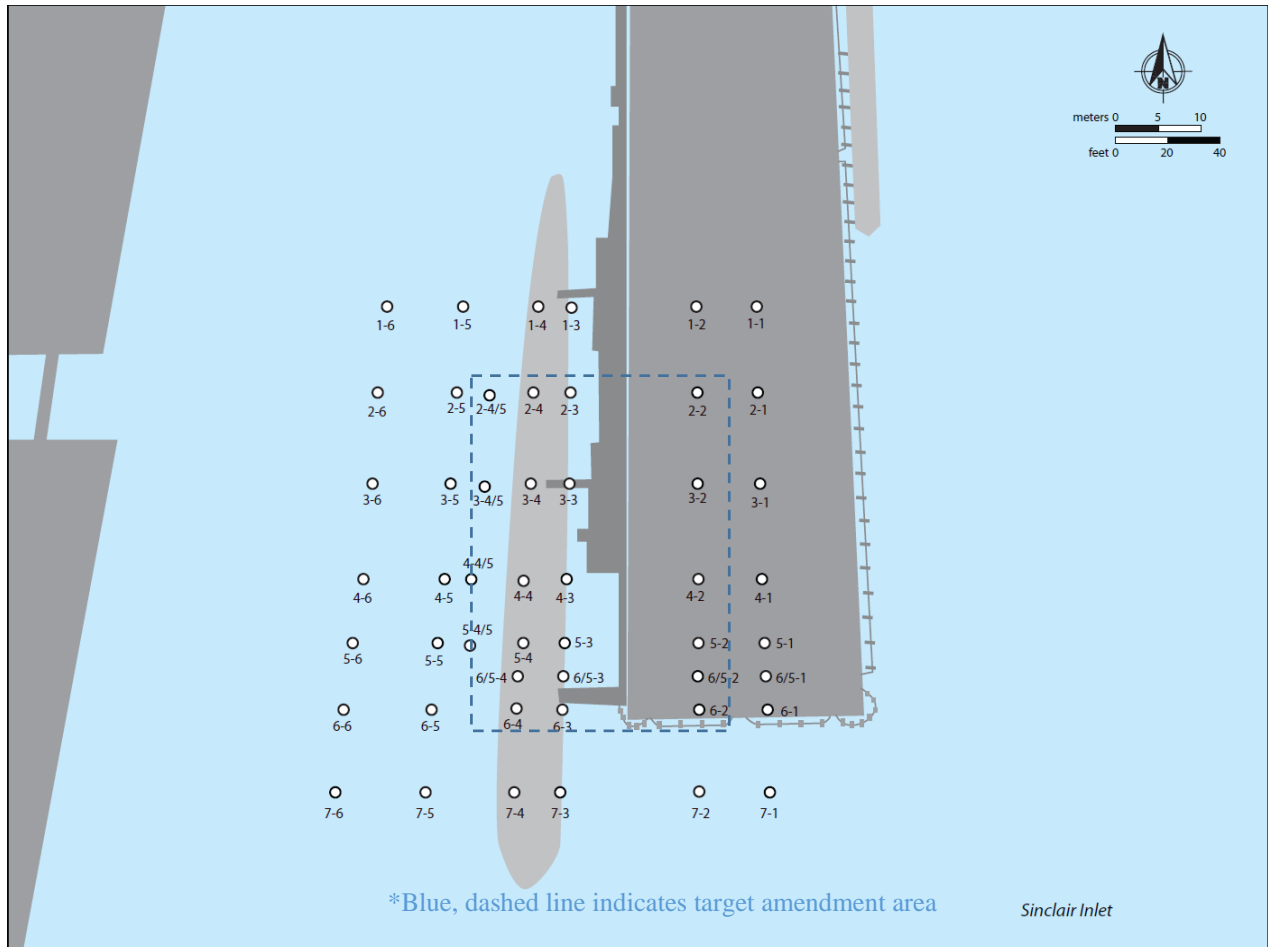 N
meters 0 5 10
feet 0 20 40
1-6 1-5 1-4 1-3 1-2 1-1
2-6 2-5 2-4/5 2-4 2-3 2-2 2-1
3-6 3-5 3-4/5 3-4 3-3 3-2 3-1
4-4/5
4-6 4-5 4-4 4-3 4-2 4-1
5-4/5
5-3 5-2 5-1
5-6 5-5 5-4
6/5-4 6/5-3 6/5-2 6/5-1
6-2 6-1
6-6 6-5 6-4 6-3
7-6 7-5 7-4 7-3 7-2 7-1
*Blue, dashed line indicates target amendment area
Sinclair Inlet